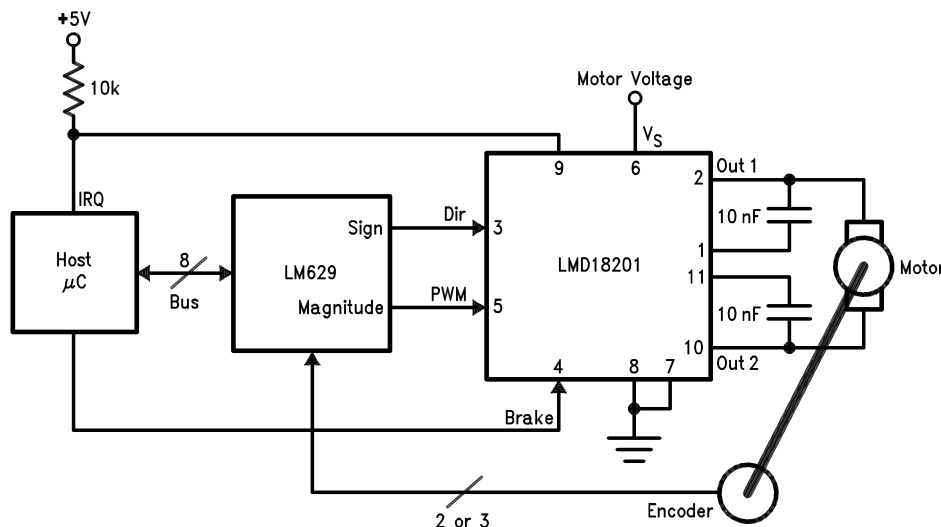 +5V
10k
Motor Voltage
VS
9
6
2
Out 1
IRQ
10 nF
Sign
Dir
3
1
Host
μC
8
Bus
LM629
LMD18201
11
Motor
Magnitude
PWM
5
10 nF
4
8
7
10
Out 2
Brake
2 or 3
Encoder